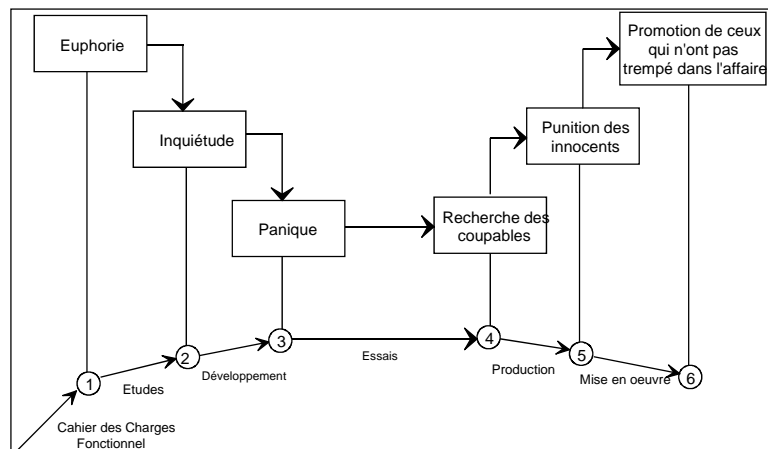 Euphorie
Inquiétude
Panique
Recherche des
coupables
Punition des
innocents
Promotion de ceux
qui n'ont pas
trempé dans l'affaire
1
2
3
4
5
6
Cahier des Charges
Fonctionnel
Etudes
Développement
Essais
Production
Mise en oeuvre